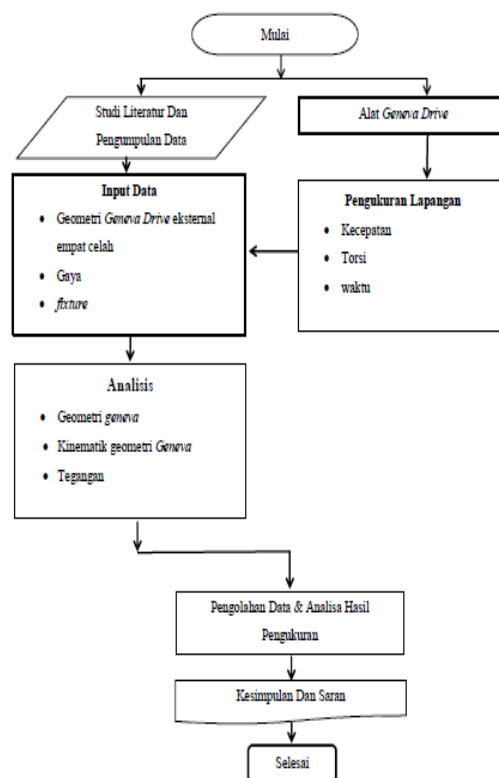 Mulai
Studi Literatur Dan
Pengumpulan Data
Alat Geneva Drive
Input Data
• Geometri Geneva Drive eksternal
empat celah
• Gaya
• fixture
Pengukuran Lapangan
• Kecepatan
• Torsi
• waktu
Analisis
• Geometri geneva
• Kinematik geometri Geneva
• Tegangan
Pengolahan Data & Analisa Hasil
Pengukuran
Kesimpulan Dan Saran
Selesai